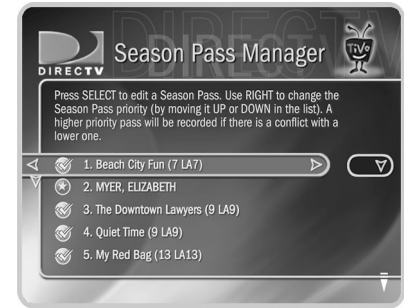 DIRECTV
Season Pass Manager
TiVo
DIRECTV
Press SELECT to edit a Season Pass. Use RIGHT to change the
Season Pass priority (by moving it UP or DOWN in the list). A
higher priority pass will be recorded if there is a conflict with a
lower one.
1. Beach City Fun (7 LA7)
2. MYER, ELIZABETH
3. The Downtown Lawyers (9 LA9)
4. Quiet Time (9 LA9)
5. My Red Bag (13 LA13)